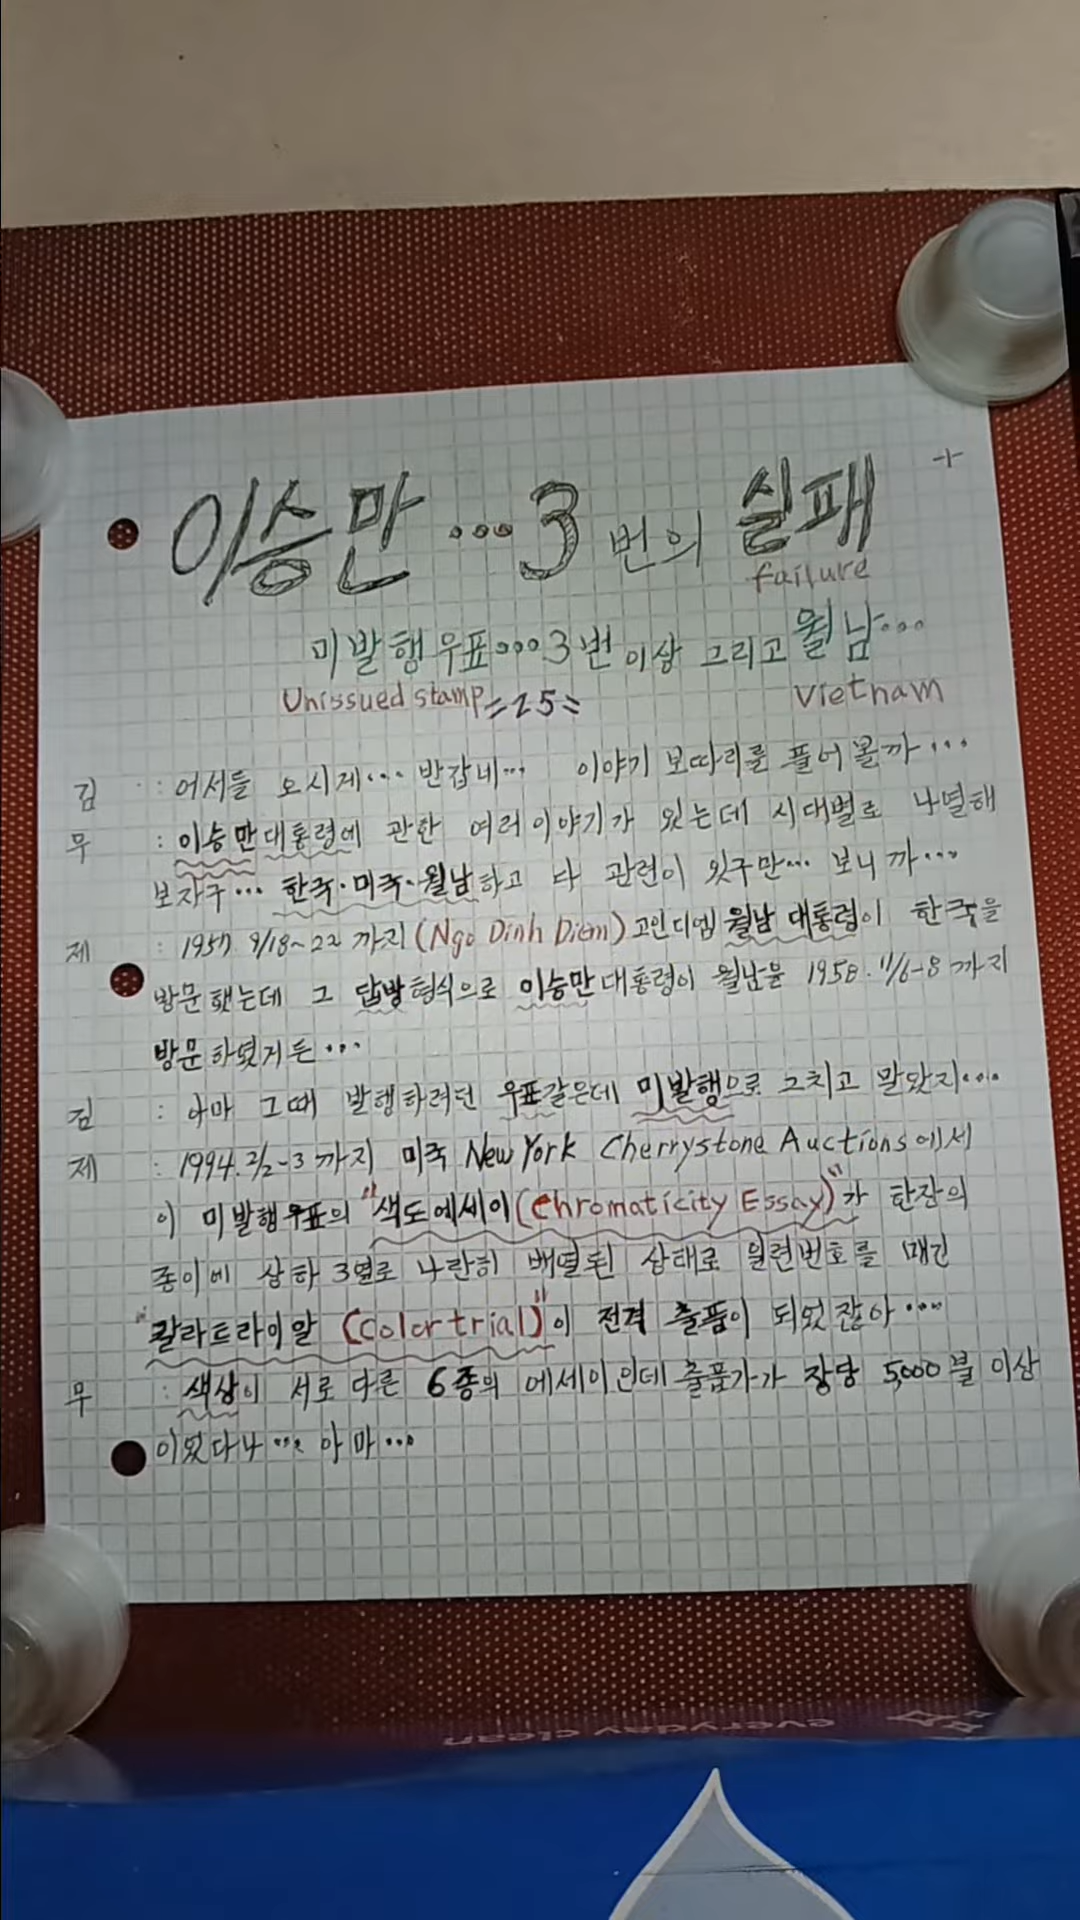 이승만 ... 3 번의 실패
failure
미발행우표...3번 이상 그리고 월남...
Unissued stamp =25= Vietnam
김 : 어서들 오시게... 반갑네... 이야기 보따리를 풀어볼까...
무 : 이승만대통령에 관한 여러이야기가 있는데 시대별로 나열해
보자구... 한국·미국·월남하고 다 관련이 있구만... 보니까...
제 : 1957 9/18~22 까지 (Ngo Dinh Diem) 고인디엠 월남 대통령이 한국을
방문했는데 그 답방형식으로 이승만대통령이 월남을 1958. 11/6-8 까지
방문하셨거든...
김 : 아마 그때 발행하려던 우표같은데 미발행으로 그치고 말았지...
제 : 1994. 2/2-3 까지 미국 New York Cherrystone Auctions에서
이 미발행우표의 "색도에세이(Chromaticity Essay)"가 한장의
종이에 상하 3열로 나란히 배열된 상태로 일련번호를 매긴
"칼라트라이알 (Color trial)"이 전격 출품이 되었잖아....
무 : 색상이 서로 다른 6종의 에세이인데 출품가가 장당 5,000불 이상
이었다나... 아마...
everyday clean